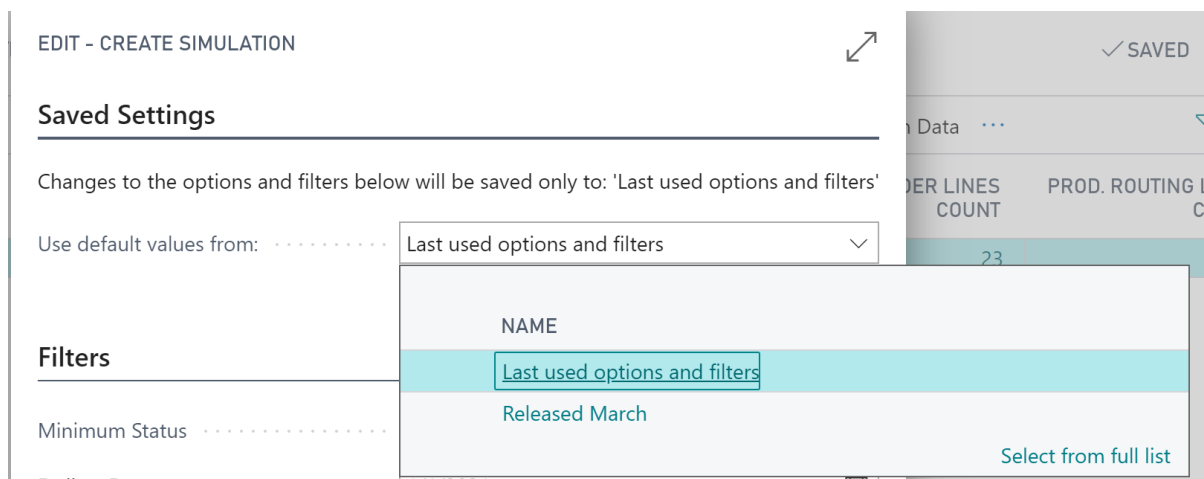 EDIT - CREATE SIMULATION
SAVED
Saved Settings
Data
Changes to the options and filters below will be saved only to: 'Last used options and filters'
LINES
COUNT
PROD. ROUTING
Use default values from:
Last used options and filters
23
NAME
Filters
Last used options and filters
Released March
Minimum Status
Select from full list